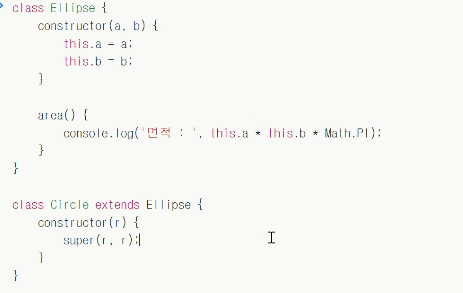 class Ellipse {
    constructor(a, b) {
        this.a = a;
        this.b = b;
    }

    area() {
        console.log('면적 : ', this.a * this.b * Math.PI);
    }
}

class Circle extends Ellipse {
    constructor(r) {
        super(r, r);
    }
}